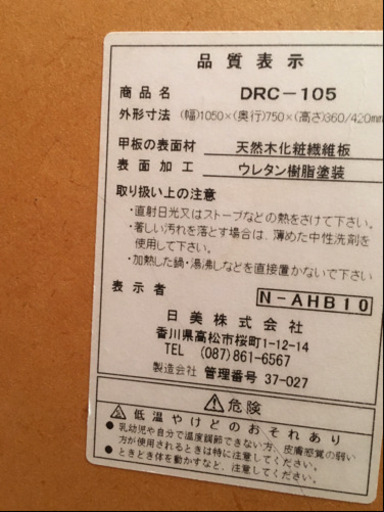 品質表示
商品名 DRC-105
外形寸法 (幅)1050×(奥行)750×(高さ)360/420mm
甲板の表面材 天然木化粧繊維板
表面加工 ウレタン樹脂塗装
取り扱い上の注意
・直射日光又はストーブなどの熱をさけて下さい。
・著しい汚れを落とす場合は、薄めた中性洗剤を
使用して下さい。
・加熱した鍋・湯沸しなどを直接置かないで下さい
表示者 N-AHB10
日美株式会社
香川県高松市桜町1-12-14
TEL (087)861-6567
製造会社 管理番号 37-027
⚠危険
⚠低温やけどのおそれあり
●乳幼児や自分で温度調節できない方、皮膚感覚の弱い
方が使用されるときは特に注意してください。
●ときどき体を動かすなど、注意してください。